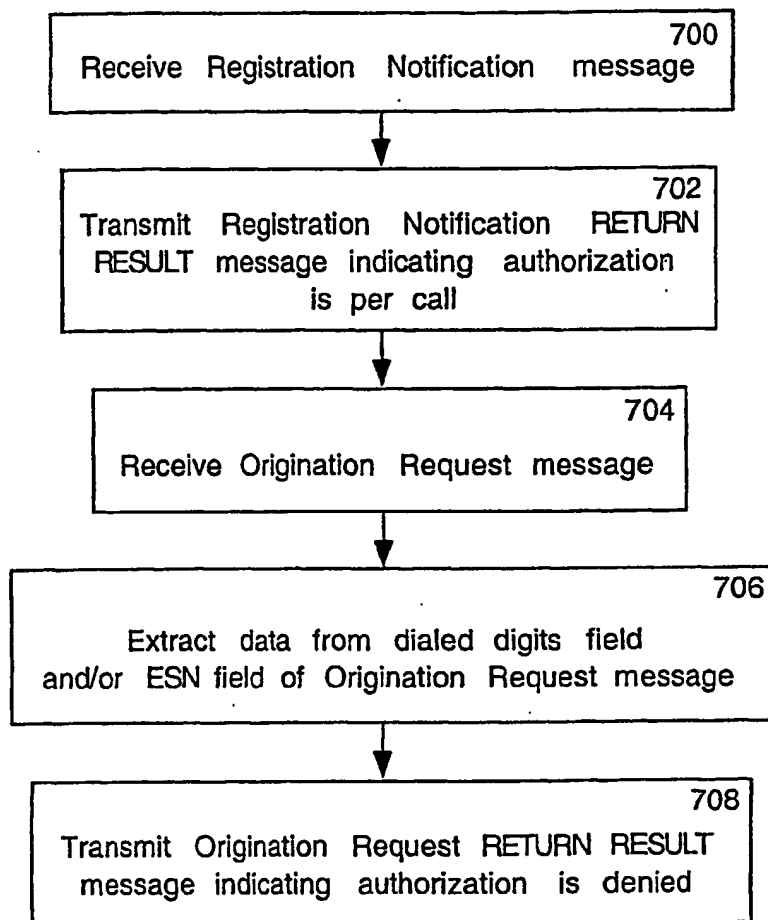 700
Receive Registration Notification message
702
Transmit Registration Notification RETURN
RESULT message indicating authorization
is per call
704
Receive Origination Request message
706
Extract data from dialed digits field
and/or ESN field of Origination Request message
708
Transmit Origination Request RETURN RESULT
message indicating authorization is denied